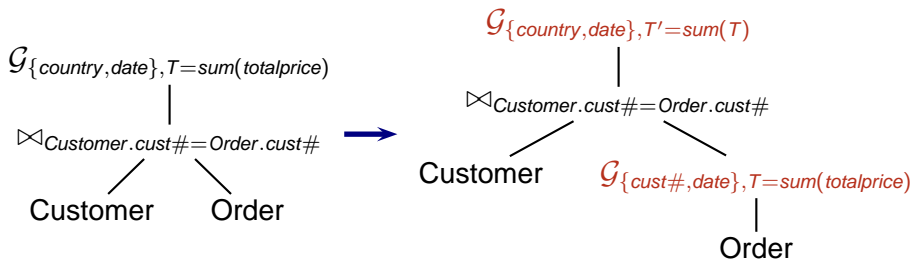 𝒢{country,date},T=sum(totalprice)
⋈Customer.cust#=Order.cust#
Customer Order
𝒢{country,date},T′=sum(T)
⋈Customer.cust#=Order.cust#
Customer
𝒢{cust#,date},T=sum(totalprice)
Order